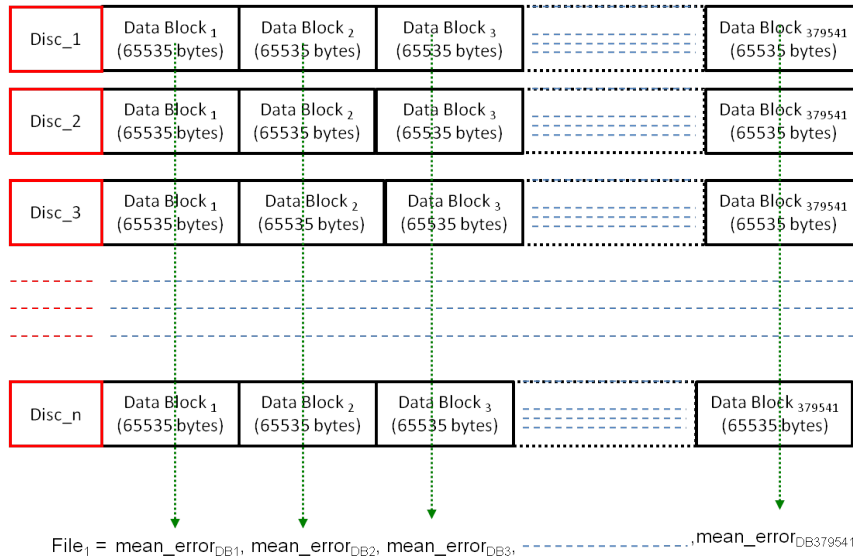 Disc_1 Data Block 1 Data Block 2 Data Block 3 Data Block 379541
(65535 bytes) (65535 bytes) (65535 bytes) (65535 bytes)
Disc_2 Data Block 1 Data Block 2 Data Block 3 Data Block 379541
(65535 bytes) (65535 bytes) (65535 bytes) (65535 bytes)
Disc_3 Data Block 1 Data Block 2 Data Block 3 Data Block 379541
(65535 bytes) (65535 bytes) (65535 bytes) (65535 bytes)
Disc_n Data Block 1 Data Block 2 Data Block 3 Data Block 379541
(65535 bytes) (65535 bytes) (65535 bytes) (65535 bytes)
File1 = mean_errorDB1, mean_errorDB2, mean_errorDB3, ,mean_errorDB379541